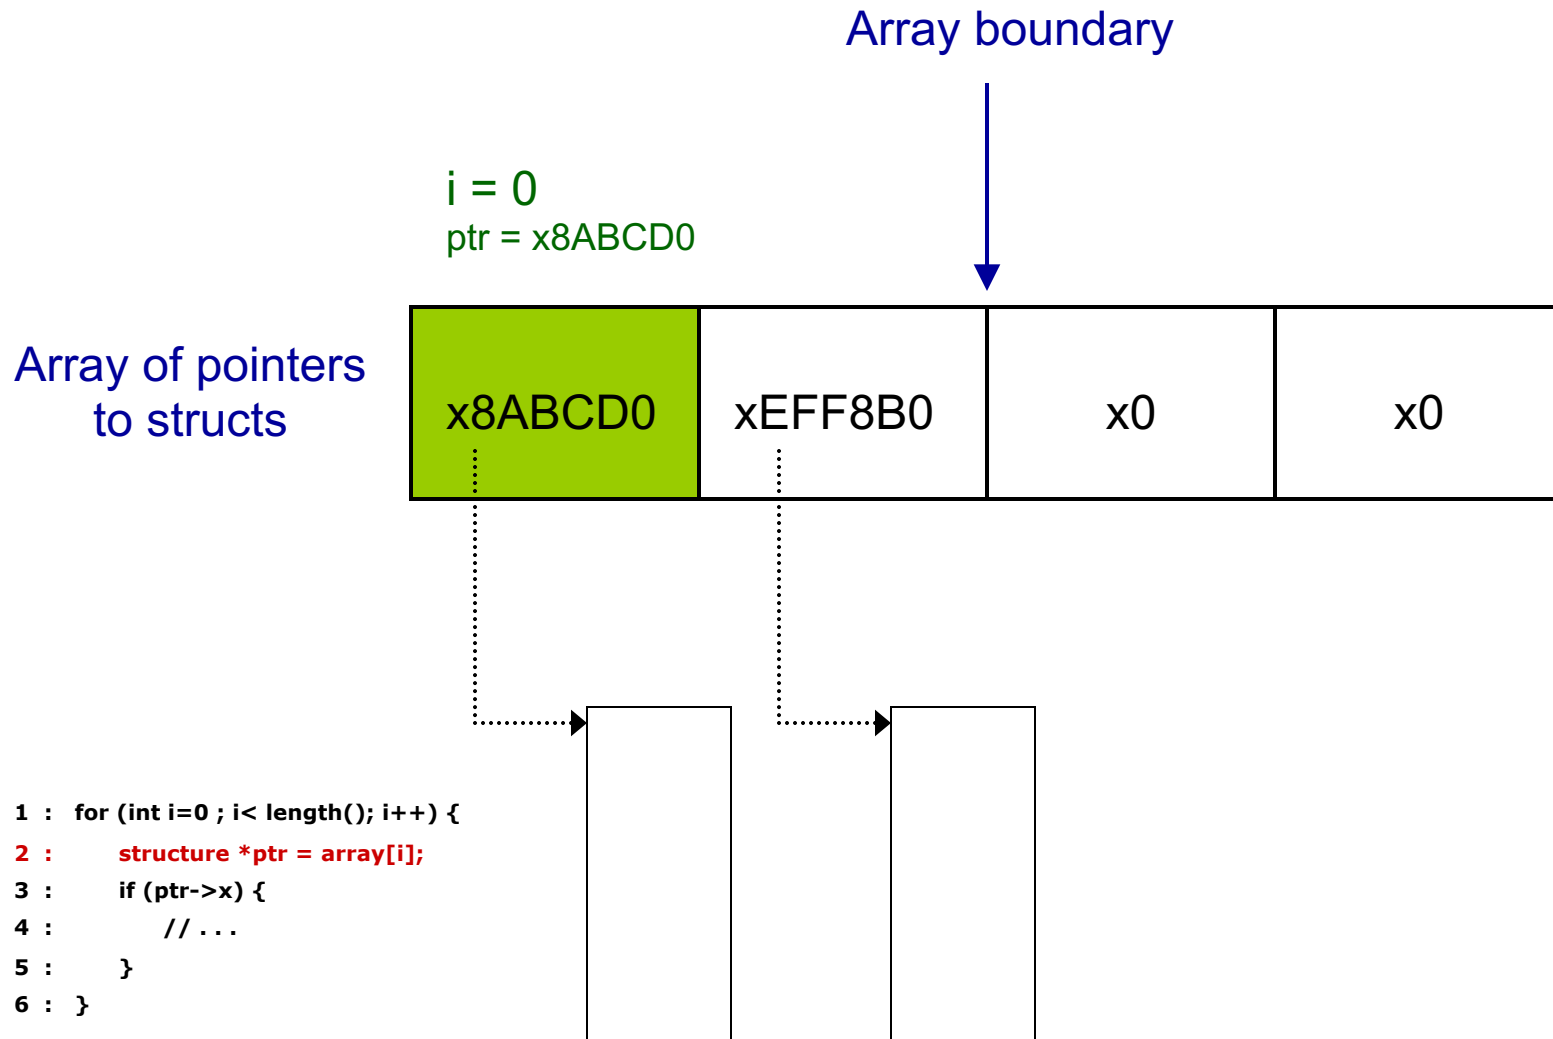 Array boundary
i = 0
ptr = x8ABCD0
Array of pointers
to structs
x8ABCD0 xEFF8B0 x0 x0
1 : for (int i=0 ; i< length(); i++) {
2 : structure *ptr = array[i];
3 : if (ptr->x) {
4 : // . . .
5 : }
6 : }